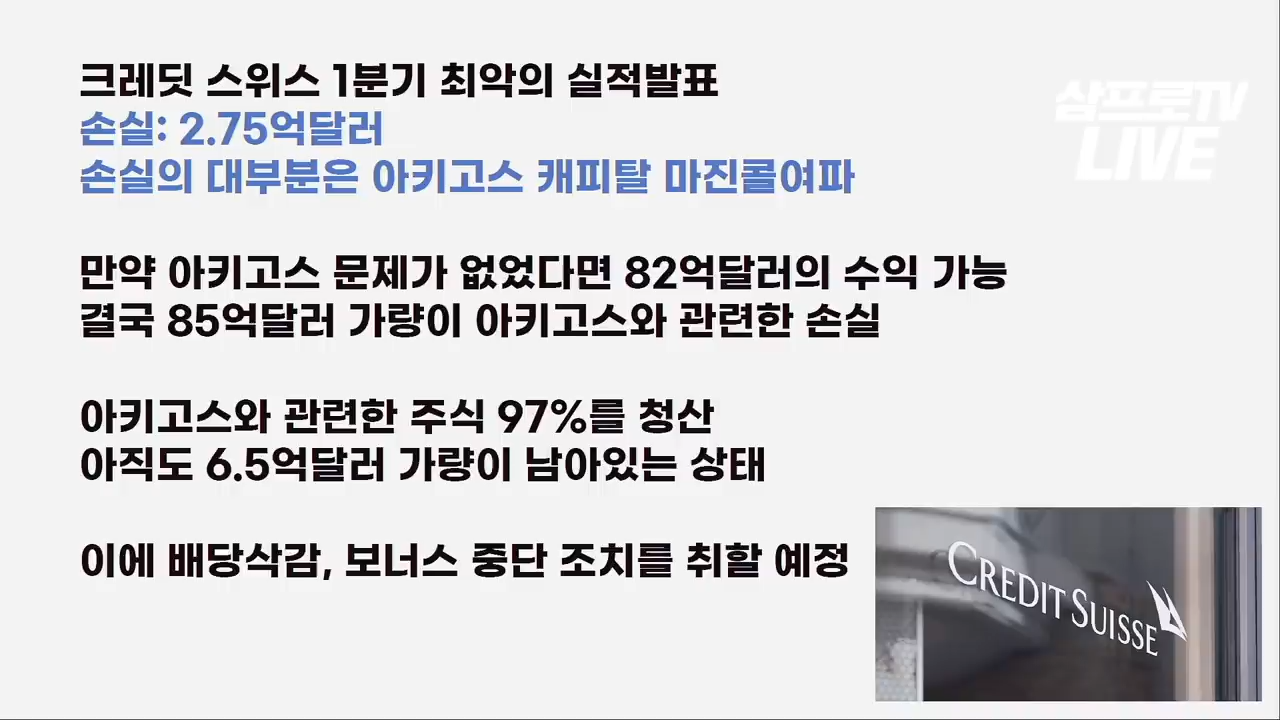 크레딧 스위스 1분기 최악의 실적발표
손실: 2.75억달러
손실의 대부분은 아키고스 캐피탈 마진콜여파
만약 아키고스 문제가 없었다면 82억달러의 수익 가능
결국 85억달러 가량이 아키고스와 관련한 손실
아키고스와 관련한 주식 97%를 청산
아직도 6.5억달러 가량이 남아있는 상태
이에 배당삭감, 보너스 중단 조치를 취할 예정
삼프로TV
LIVE
CREDIT SUISSE